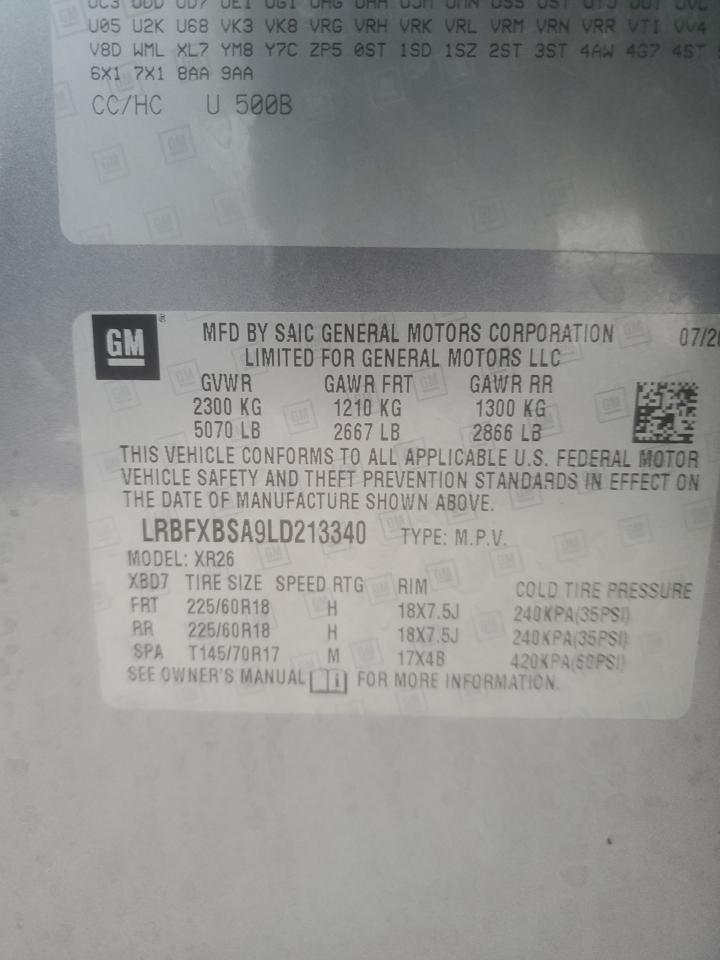 U05 U2K U68 VK3 VK8 VRG VRH VRK VRL VRM VRN VRR VTI VV4
V8D WML XL7 YM8 Y7C ZP5 0ST 1SD 1SZ 2ST 3ST 4AW 4G7 4ST
6X1 7X1 8AA 9AA
CC/HC U 500B
GM
MFD BY SAIC GENERAL MOTORS CORPORATION 07/20
LIMITED FOR GENERAL MOTORS LLC
GVWR GAWR FRT GAWR RR
2300 KG 1210 KG 1300 KG
5070 LB 2667 LB 2866 LB
THIS VEHICLE CONFORMS TO ALL APPLICABLE U.S. FEDERAL MOTOR
VEHICLE SAFETY AND THEFT PREVENTION STANDARDS IN EFFECT ON
THE DATE OF MANUFACTURE SHOWN ABOVE.
LRBFXBSA9LD213340 TYPE: M.P.V.
MODEL: XR26
XBD7 TIRE SIZE SPEED RTG RIM COLD TIRE PRESSURE
FRT 225/60R18 H 18X7.5J 240KPA(35PSI)
RR 225/60R18 H 18X7.5J 240KPA(35PSI)
SPA T145/70R17 M 17X4B 420KPA(60PSI)
SEE OWNER'S MANUAL FOR MORE INFORMATION.